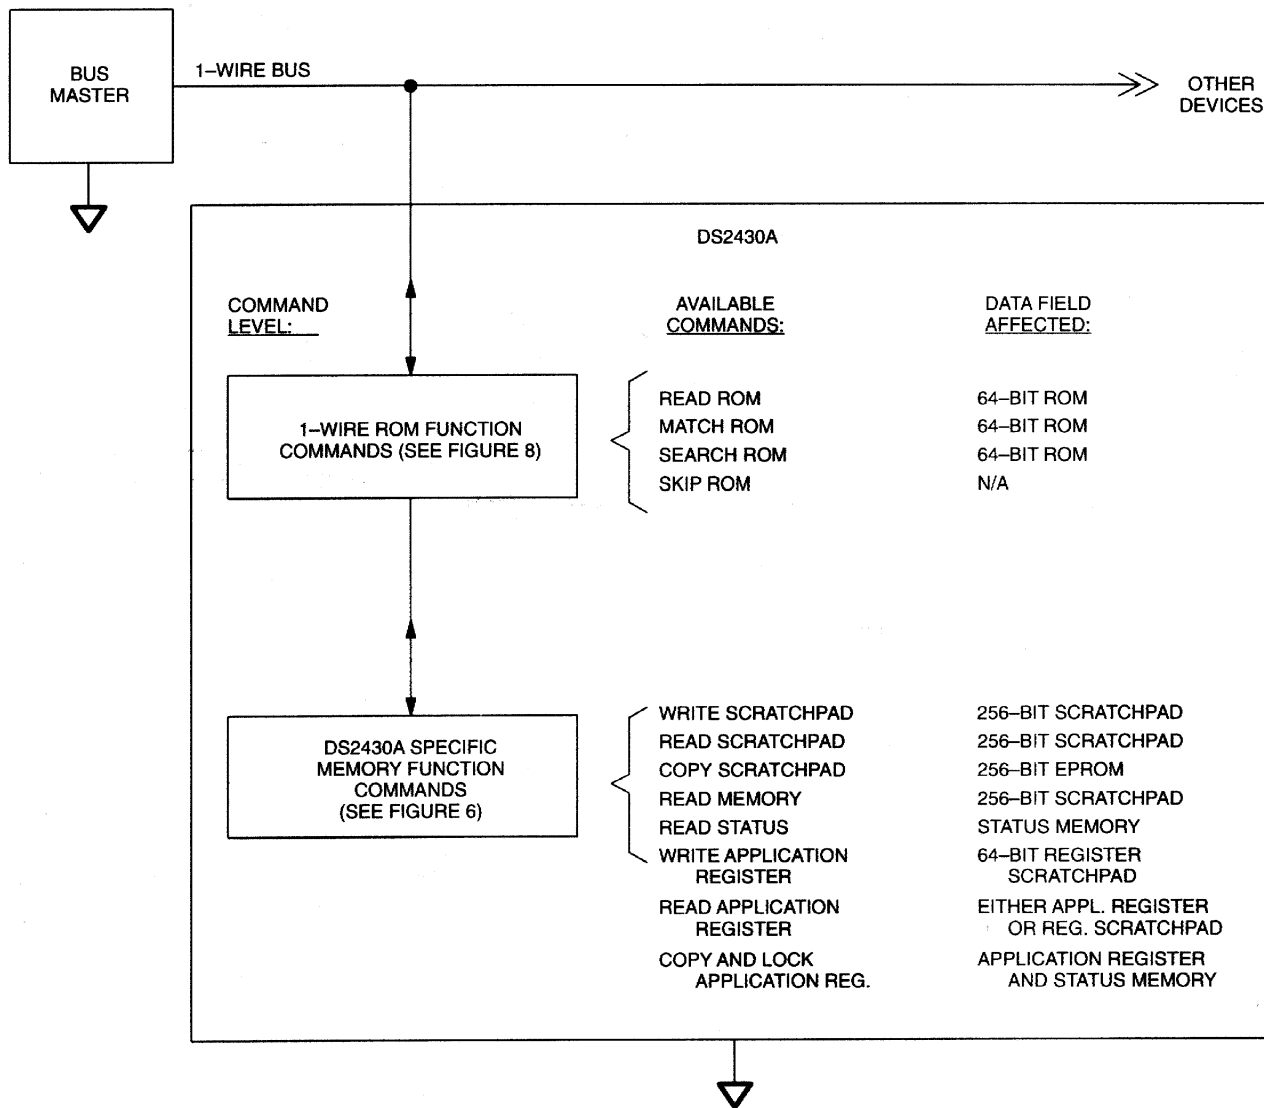 BUS
MASTER
1–WIRE BUS
OTHER
DEVICES
DS2430A
COMMAND
LEVEL:
AVAILABLE
COMMANDS:
DATA FIELD
AFFECTED:
1–WIRE ROM FUNCTION
COMMANDS (SEE FIGURE 8)
READ ROM 64–BIT ROM
MATCH ROM 64–BIT ROM
SEARCH ROM 64–BIT ROM
SKIP ROM N/A
DS2430A SPECIFIC
MEMORY FUNCTION
COMMANDS
(SEE FIGURE 6)
WRITE SCRATCHPAD 256–BIT SCRATCHPAD
READ SCRATCHPAD 256–BIT SCRATCHPAD
COPY SCRATCHPAD 256–BIT EPROM
READ MEMORY 256–BIT SCRATCHPAD
READ STATUS STATUS MEMORY
WRITE APPLICATION 64–BIT REGISTER
REGISTER SCRATCHPAD
READ APPLICATION EITHER APPL. REGISTER
REGISTER OR REG. SCRATCHPAD
COPY AND LOCK APPLICATION REGISTER
APPLICATION REG. AND STATUS MEMORY